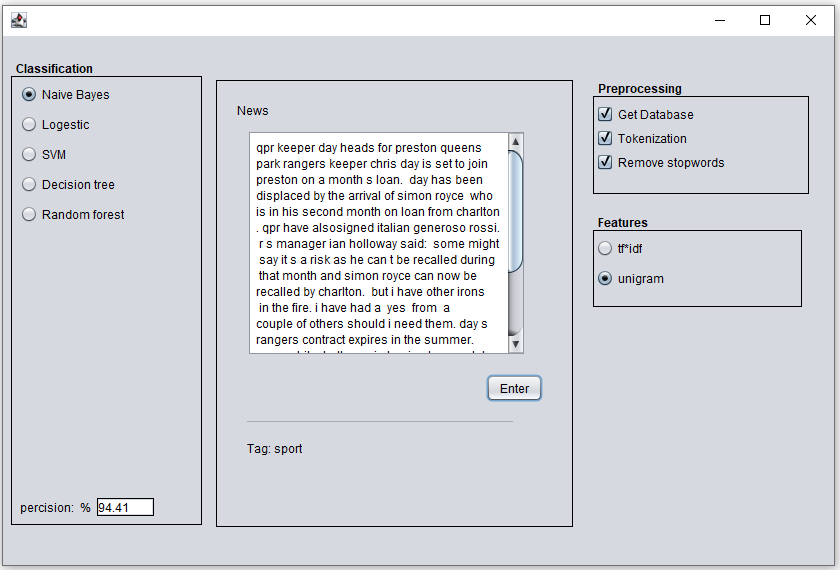 Classification
Naive Bayes
Logestic
SVM
Decision tree
Random forest
percision: % 94.41
News
qpr keeper day heads for preston queens
park rangers keeper chris day is set to join
preston on a month s loan. day has been
displaced by the arrival of simon royce who
is in his second month on loan from charlton
. qpr have alsosigned italian generoso rossi.
r s manager ian holloway said: some might
say it s a risk as he can t be recalled during
that month and simon royce can now be
recalled by charlton. but i have other irons
in the fire. i have had a yes from a
couple of others should i need them. day s
rangers contract expires in the summer.
Enter
Tag: sport
Preprocessing
Get Database
Tokenization
Remove stopwords
Features
tf*idf
unigram